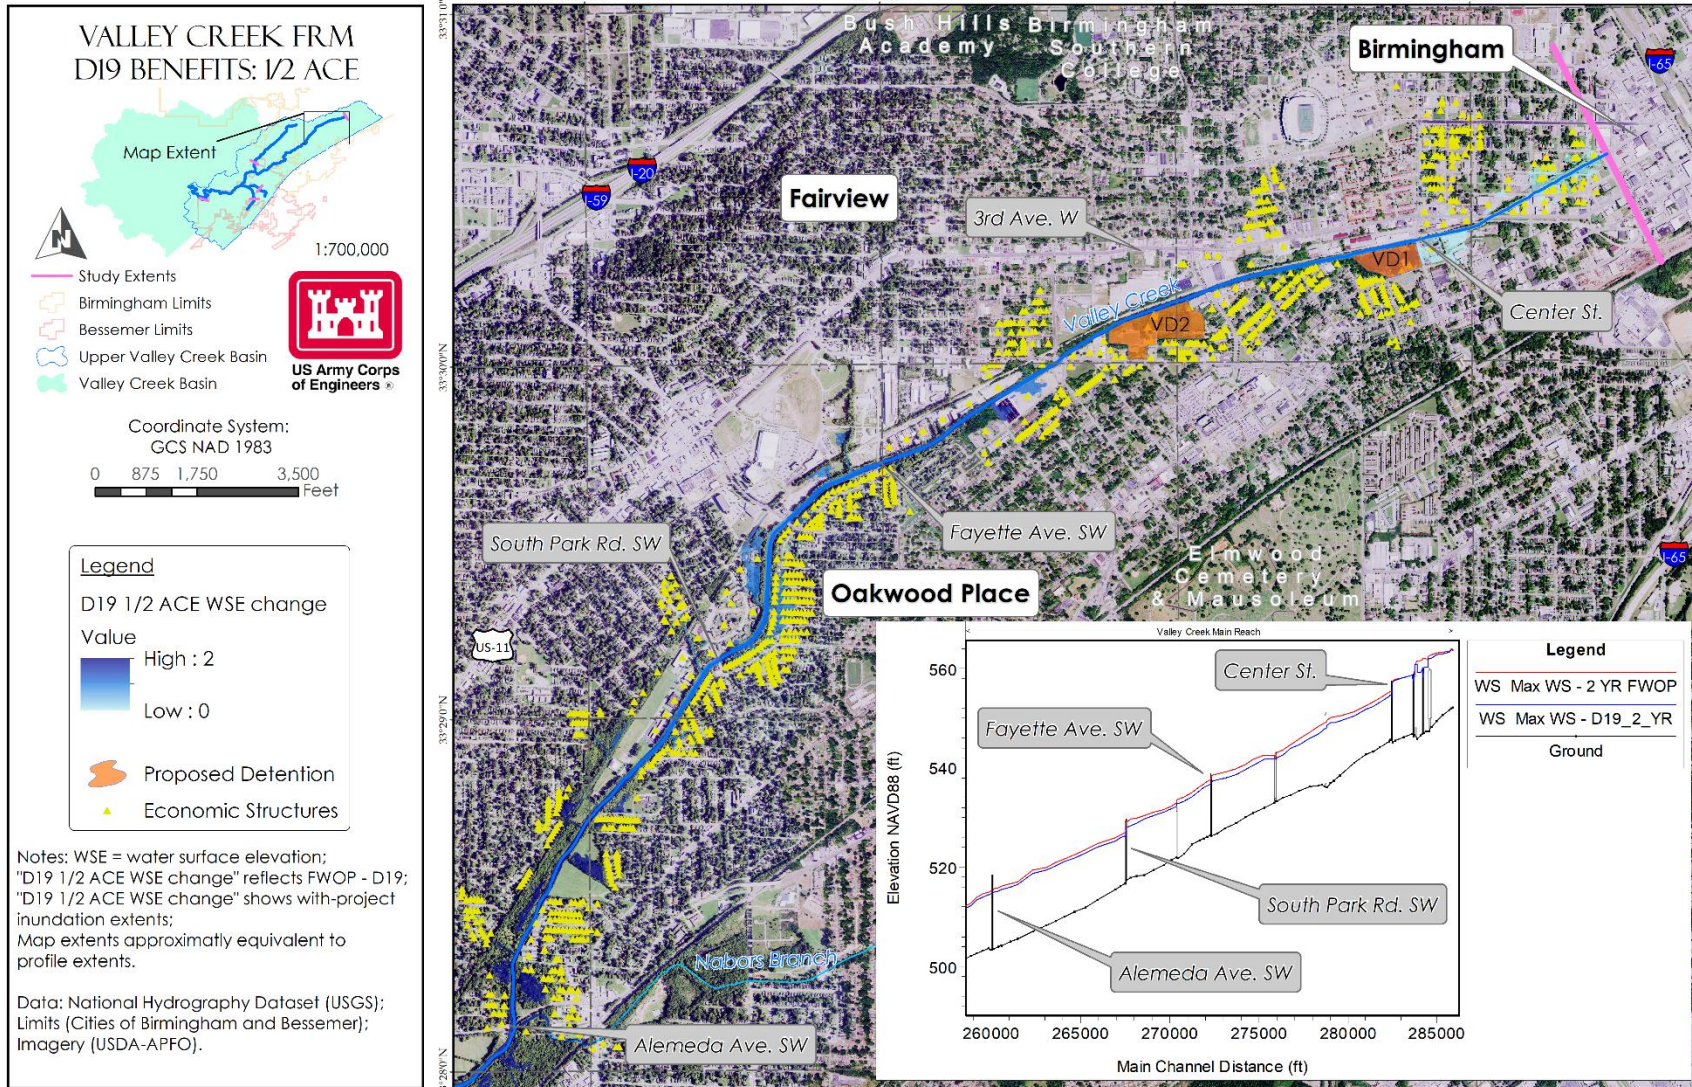 VALLEY CREEK FRM
D19 BENEFITS: 1/2 ACE
Map Extent
N
1:700,000
Study Extents
Birmingham Limits
Bessemer Limits
Upper Valley Creek Basin
Valley Creek Basin
US Army Corps
of Engineers ®
Coordinate System:
GCS NAD 1983
0 875 1,750 3,500
Feet
Legend
D19 1/2 ACE WSE change
Value
High : 2
Low : 0
Proposed Detention
Economic Structures
Notes: WSE = water surface elevation;
"D19 1/2 ACE WSE change" reflects FWOP - D19;
"D19 1/2 ACE WSE change" shows with-project
inundation extents;
Map extents approximatly equivalent to
profile extents.
Data: National Hydrography Dataset (USGS);
Limits (Cities of Birmingham and Bessemer);
Imagery (USDA-APFO).
33°30'0"N
33°29'0"N
Bush Hills
Academy
Birmingham
Southern
College
Birmingham
I-65
I-20
I-59
Fairview
3rd Ave. W
VD1
Center St.
Valley Creek
VD2
Fayette Ave. SW
South Park Rd. SW
Elmwood
Cemetery
& Mausoleum
I-65
Oakwood Place
US-11
Nabors Branch
Alemeda Ave. SW
Valley Creek Main Reach
560
540
520
500
Elevation NAVD88 (ft)
Center St.
Fayette Ave. SW
South Park Rd. SW
Alemeda Ave. SW
260000 265000 270000 275000 280000 285000
Main Channel Distance (ft)
Legend
WS Max WS - 2 YR FWOP
WS Max WS - D19_2_YR
Ground